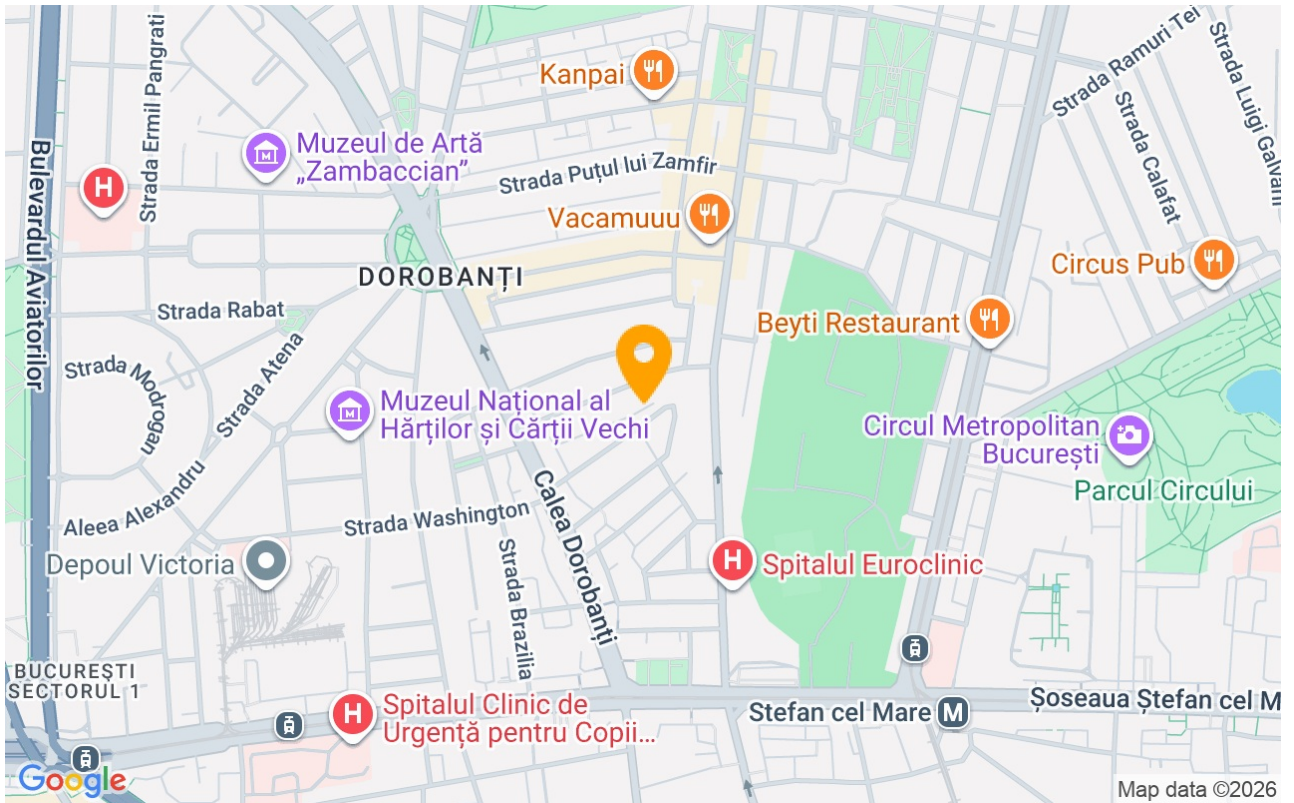 Kanpai
Strada Ramuri Tei
Strada Luigi Galvani
Strada Ermil Pangrati
Muzeul de Artă
„Zambaccian”
Strada Puțul lui Zamfir
Strada Calafat
H
Bulevardul Aviatorilor
Vacamuuu
DOROBANȚI
Circus Pub
Strada Rabat
Beyti Restaurant
Strada Modrogan
Strada Atena
Muzeul Național al
Hărților și Cărții Vechi
Circul Metropolitan
București
Parcul Circului
Aleea Alexandru
Strada Washington
Calea Dorobanți
Depoul Victoria
Strada Brazilia
H
Spitalul Euroclinic
BUCUREȘTI
SECTORUL 1
H
Spitalul Clinic de
Urgență pentru Copii...
Stefan cel Mare
M
Șoseaua Ștefan cel M
Google
Map data ©2026